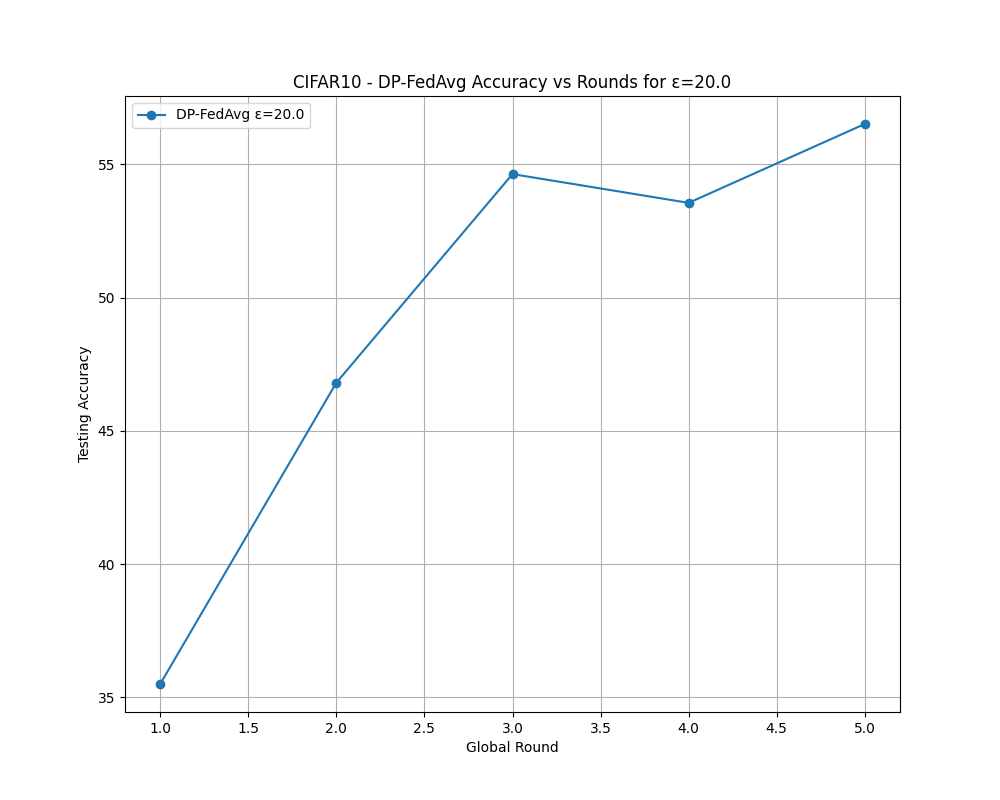 CIFAR10 - DP-FedAvg Accuracy vs Rounds for ε=20.0
DP-FedAvg ε=20.0
55
50
45
40
35
Testing Accuracy
1.0 1.5 2.0 2.5 3.0 3.5 4.0 4.5 5.0
Global Round